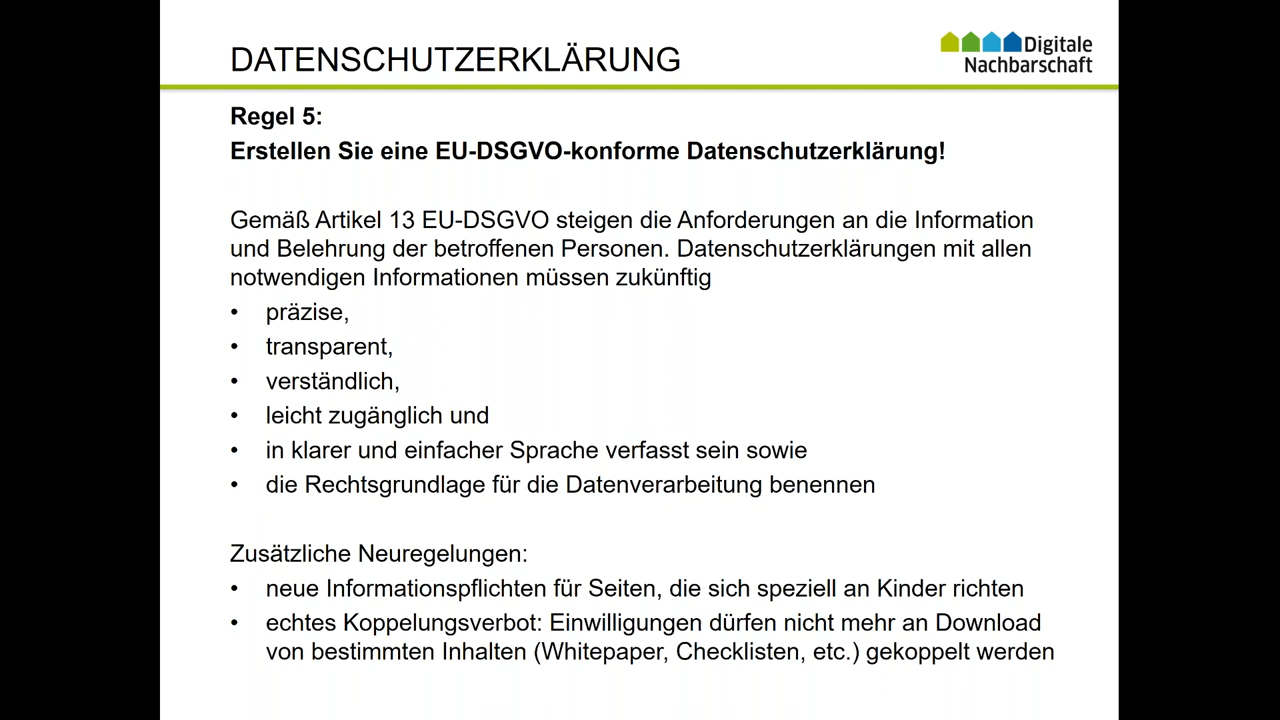 DATENSCHUTZERKLÄRUNG
Digitale
Nachbarschaft
Regel 5:
Erstellen Sie eine EU-DSGVO-konforme Datenschutzerklärung!
Gemäß Artikel 13 EU-DSGVO steigen die Anforderungen an die Information
und Belehrung der betroffenen Personen. Datenschutzerklärungen mit allen
notwendigen Informationen müssen zukünftig
• präzise,
• transparent,
• verständlich,
• leicht zugänglich und
• in klarer und einfacher Sprache verfasst sein sowie
• die Rechtsgrundlage für die Datenverarbeitung benennen
Zusätzliche Neuregelungen:
• neue Informationspflichten für Seiten, die sich speziell an Kinder richten
• echtes Koppelungsverbot: Einwilligungen dürfen nicht mehr an Download
von bestimmten Inhalten (Whitepaper, Checklisten, etc.) gekoppelt werden